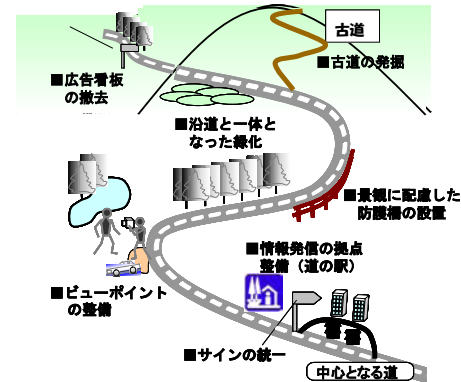 古道
■古道の発掘
■広告看板
の撤去
■沿道と一体と
なった緑化
■景観に配慮した
防護柵の設置
■情報発信の拠点
整備（道の駅）
■ビューポイント
の整備
■サインの統一
中心となる道